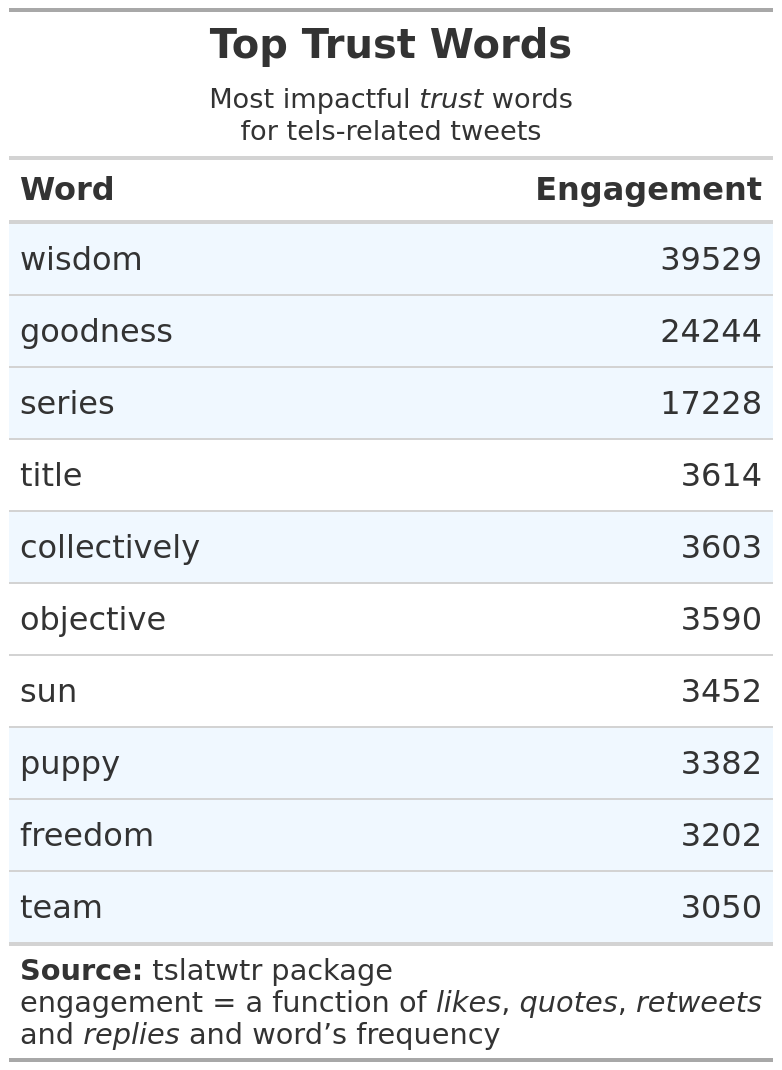 Top Trust Words
Most impactful trust words
for tels-related tweets
Word Engagement
wisdom 39529
goodness 24244
series 17228
title 3614
collectively 3603
objective 3590
sun 3452
puppy 3382
freedom 3202
team 3050
Source: tslatwtr package
engagement = a function of likes, quotes, retweets
and replies and word’s frequency